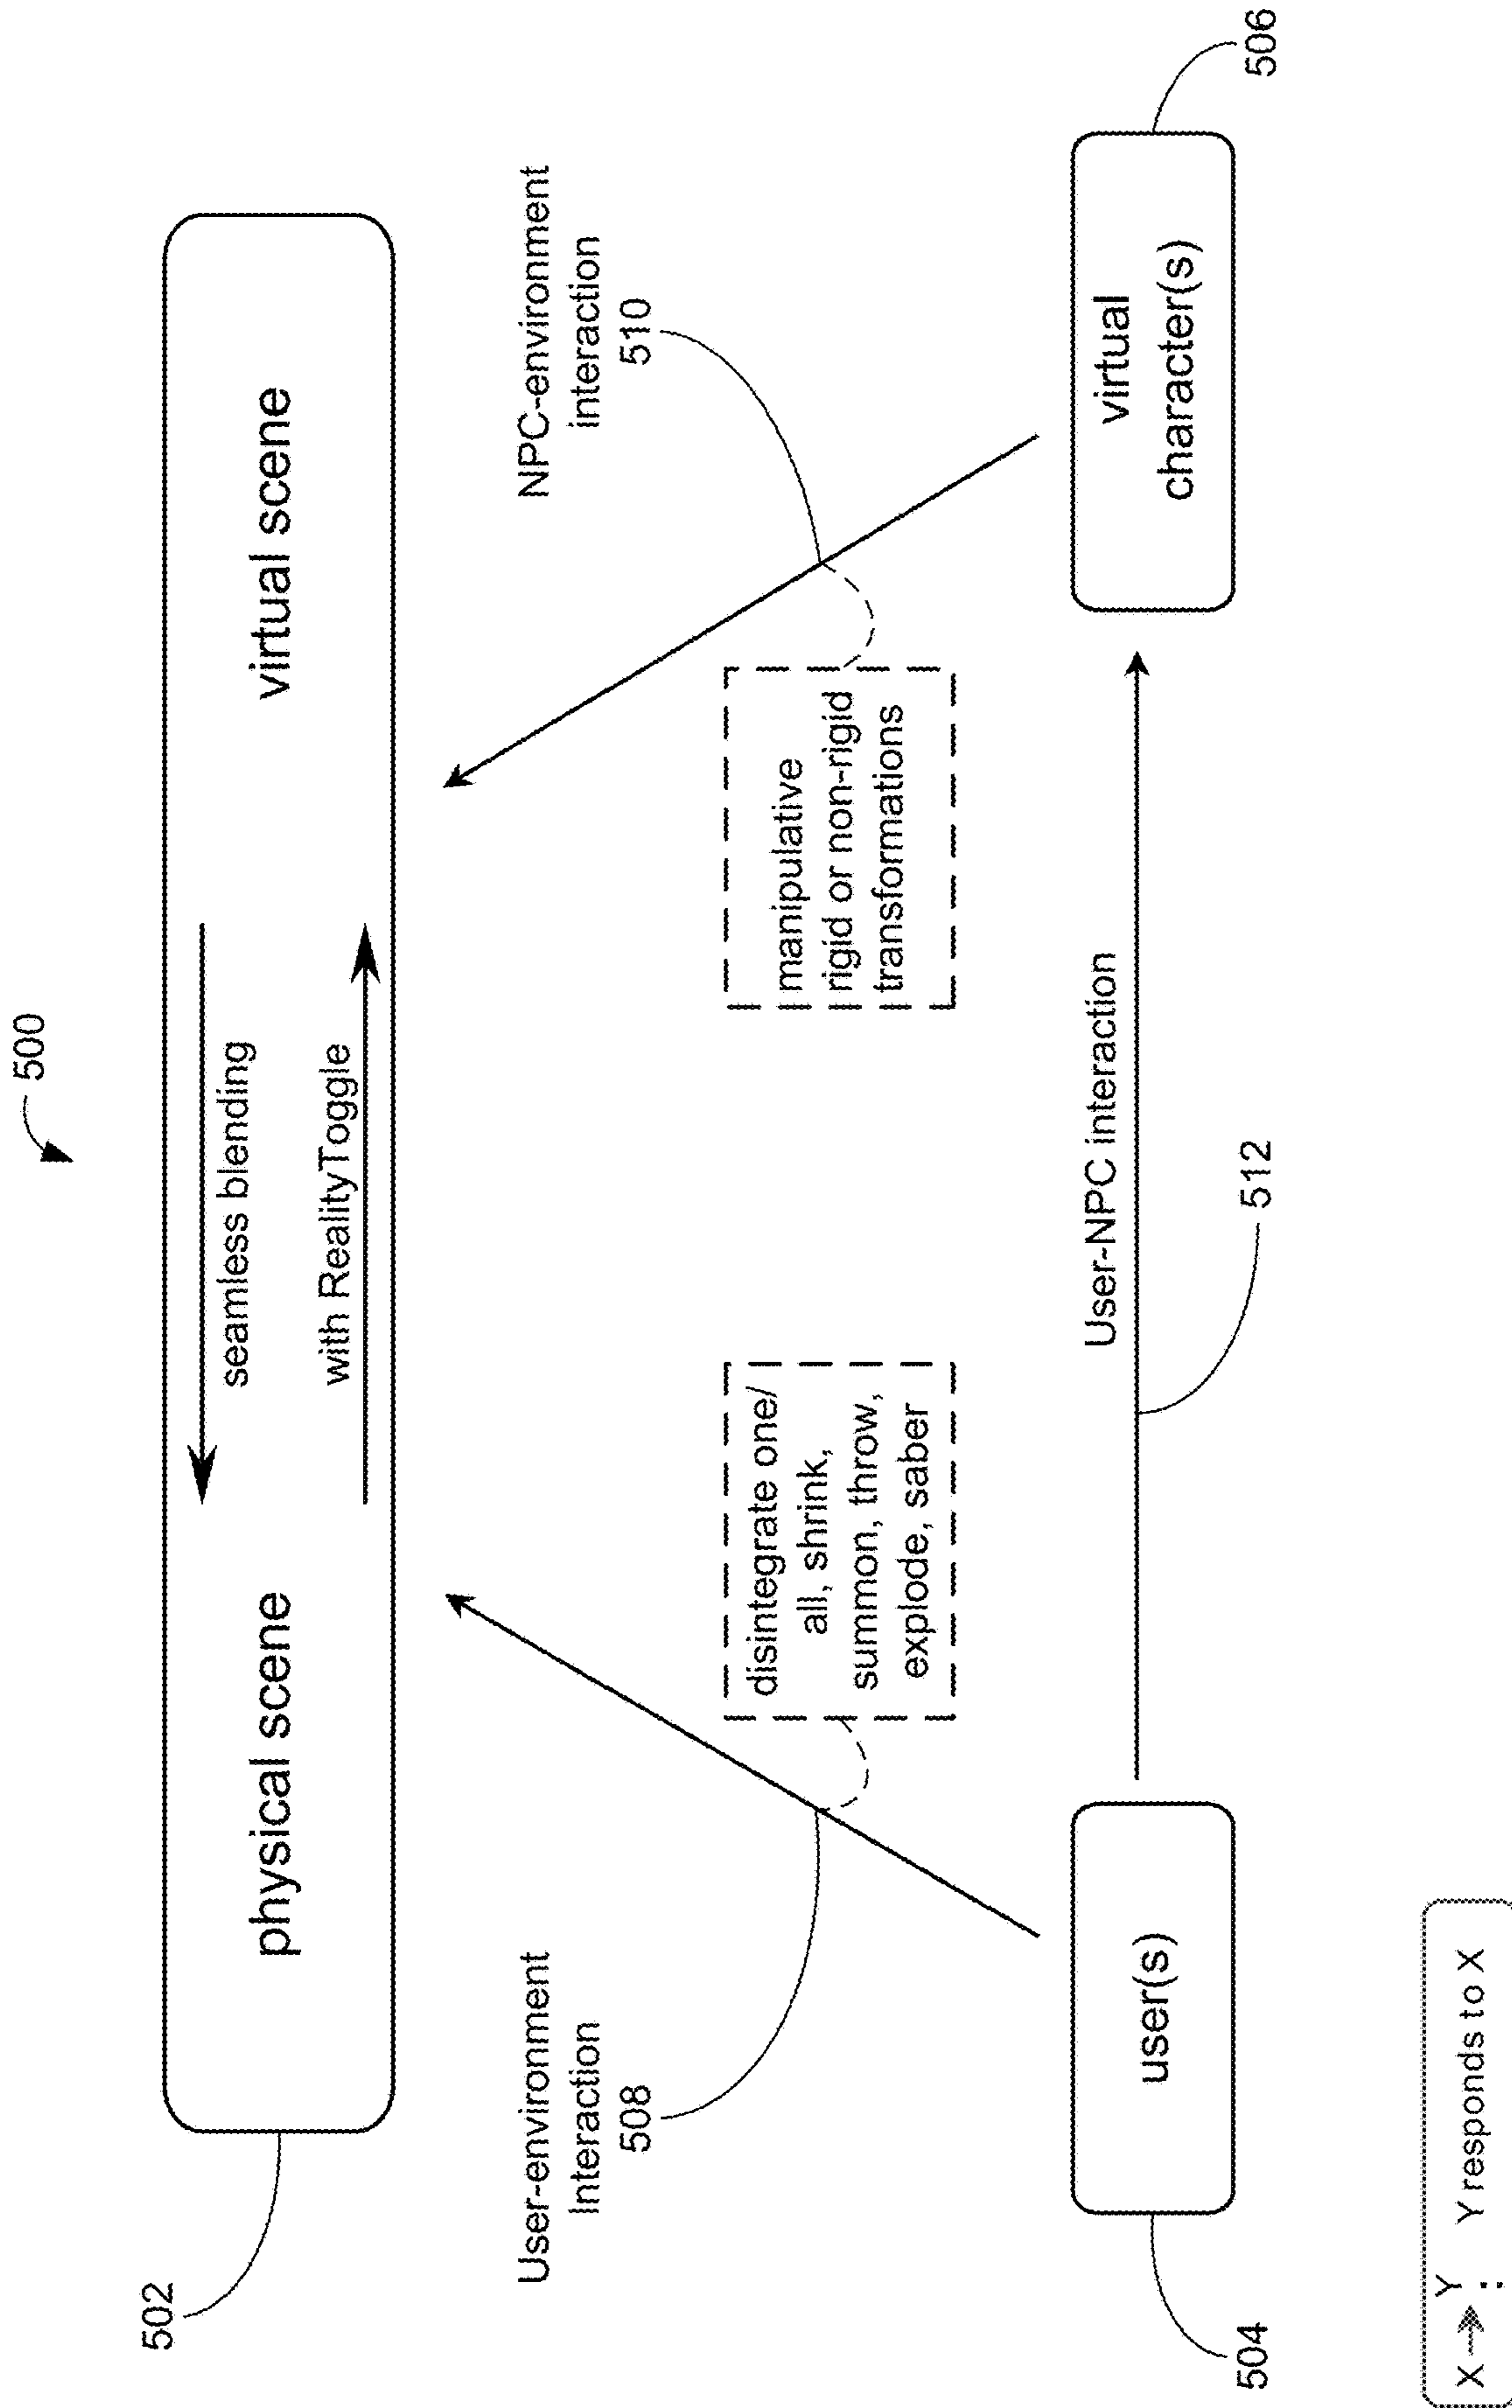 500
502
physical scene
seamless blending
with RealityToggle
virtual scene
User-environment
Interaction
508
NPC-environment
interaction
510
disintegrate one/
all, shrink,
summon, throw,
explode, saber
manipulative
rigid or non-rigid
transformations
user(s)
504
User-NPC interaction
512
virtual
character(s)
506
X → Y : Y responds to X